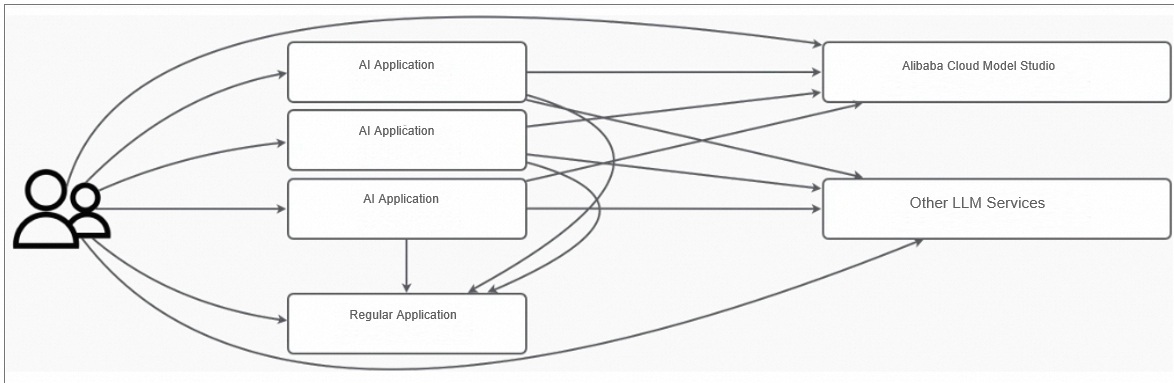 AI Application
Alibaba Cloud Model Studio
AI Application
AI Application
Other LLM Services
Regular Application